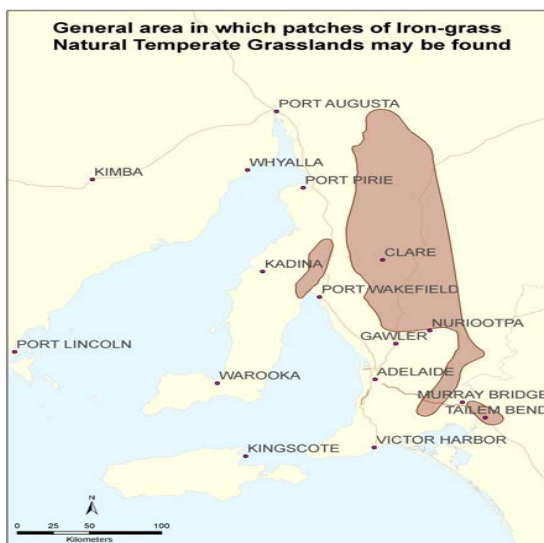 General area in which patches of Iron-grass
Natural Temperate Grasslands may be found
PORT AUGUSTA
WHYALLA
KIMBA
PORT PIRIE
CLARE
KADINA
PORT WAKEFIELD
NURIOOTPA
GAWLER
PORT LINCOLN
ADELAIDE
WAROOKA
MURRAY BRIDGE
TAILEM BEND
VICTOR HARBOR
KINGSCOTE
N
0 25 50 100
Kilometers